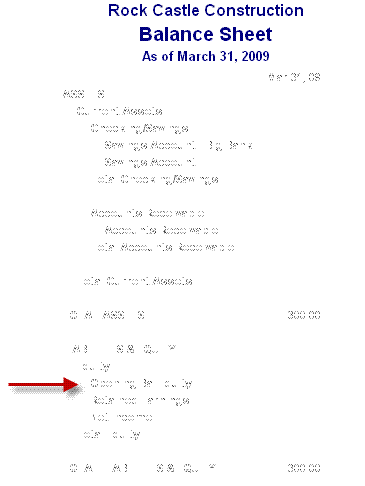 Rock Castle Construction
Balance Sheet
As of March 31, 2009
Mar 31, 09
ASSETS
Current Assets
Checking/Savings
Savings Account - Big Bank
Savings Account
Total Checking/Savings
Accounts Receivable
Accounts Receivable
Total Accounts Receivable
Total Current Assets
TOTAL ASSETS 300.00
LIABILITIES & EQUITY
Equity
Opening Bal Equity
Retained Earnings
Net Income
Total Equity
TOTAL LIABILITIES & EQUITY 300.00